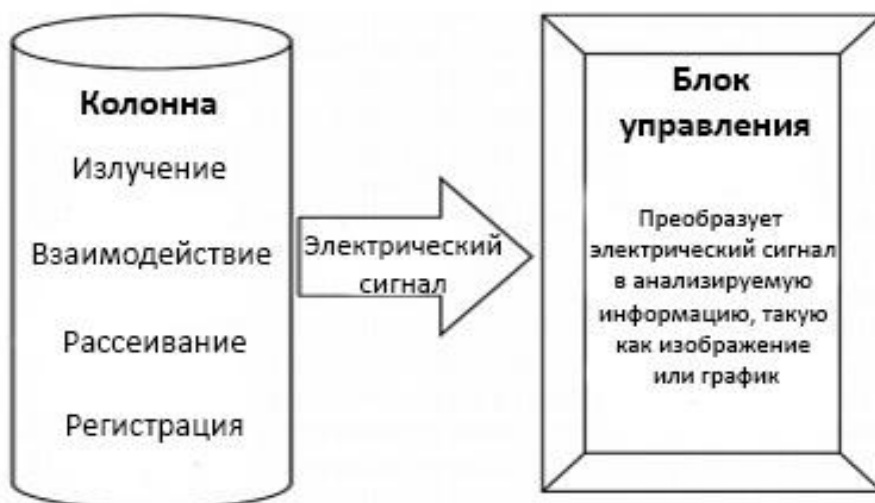 Колонна
Излучение
Взаимодействие
Рассеивание
Регистрация
Электрический
сигнал
Блок
управления
Преобразует
электрический сигнал
в анализируемую
информацию, такую
как изображение
или график